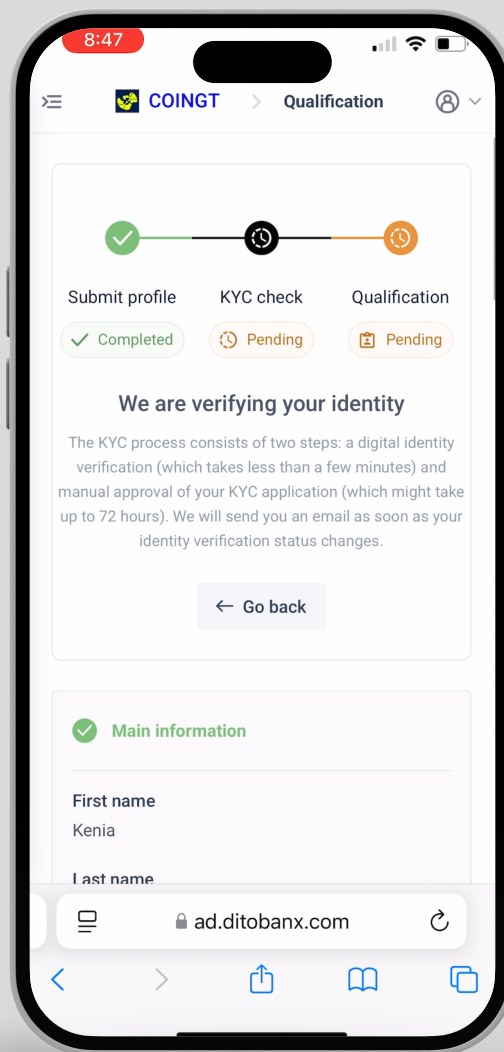 8:47
COINGT
Qualification
Submit profile
KYC check
Qualification
Completed
Pending
Pending
We are verifying your identity
The KYC process consists of two steps: a digital identity
verification (which takes less than a few minutes) and
manual approval of your KYC application (which might take
up to 72 hours). We will send you an email as soon as your
identity verification status changes.
Go back
Main information
First name
Kenia
Last name
ad.ditobanx.com